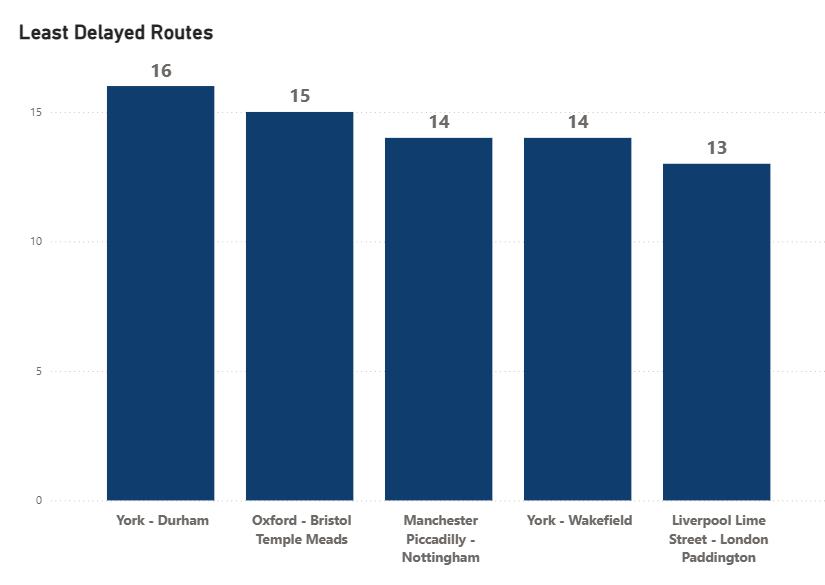 Least Delayed Routes
16
15
14
14
13
15
10
5
0
York - Durham
Oxford - Bristol
Temple Meads
Manchester
Piccadilly -
Nottingham
York - Wakefield
Liverpool Lime
Street - London
Paddington